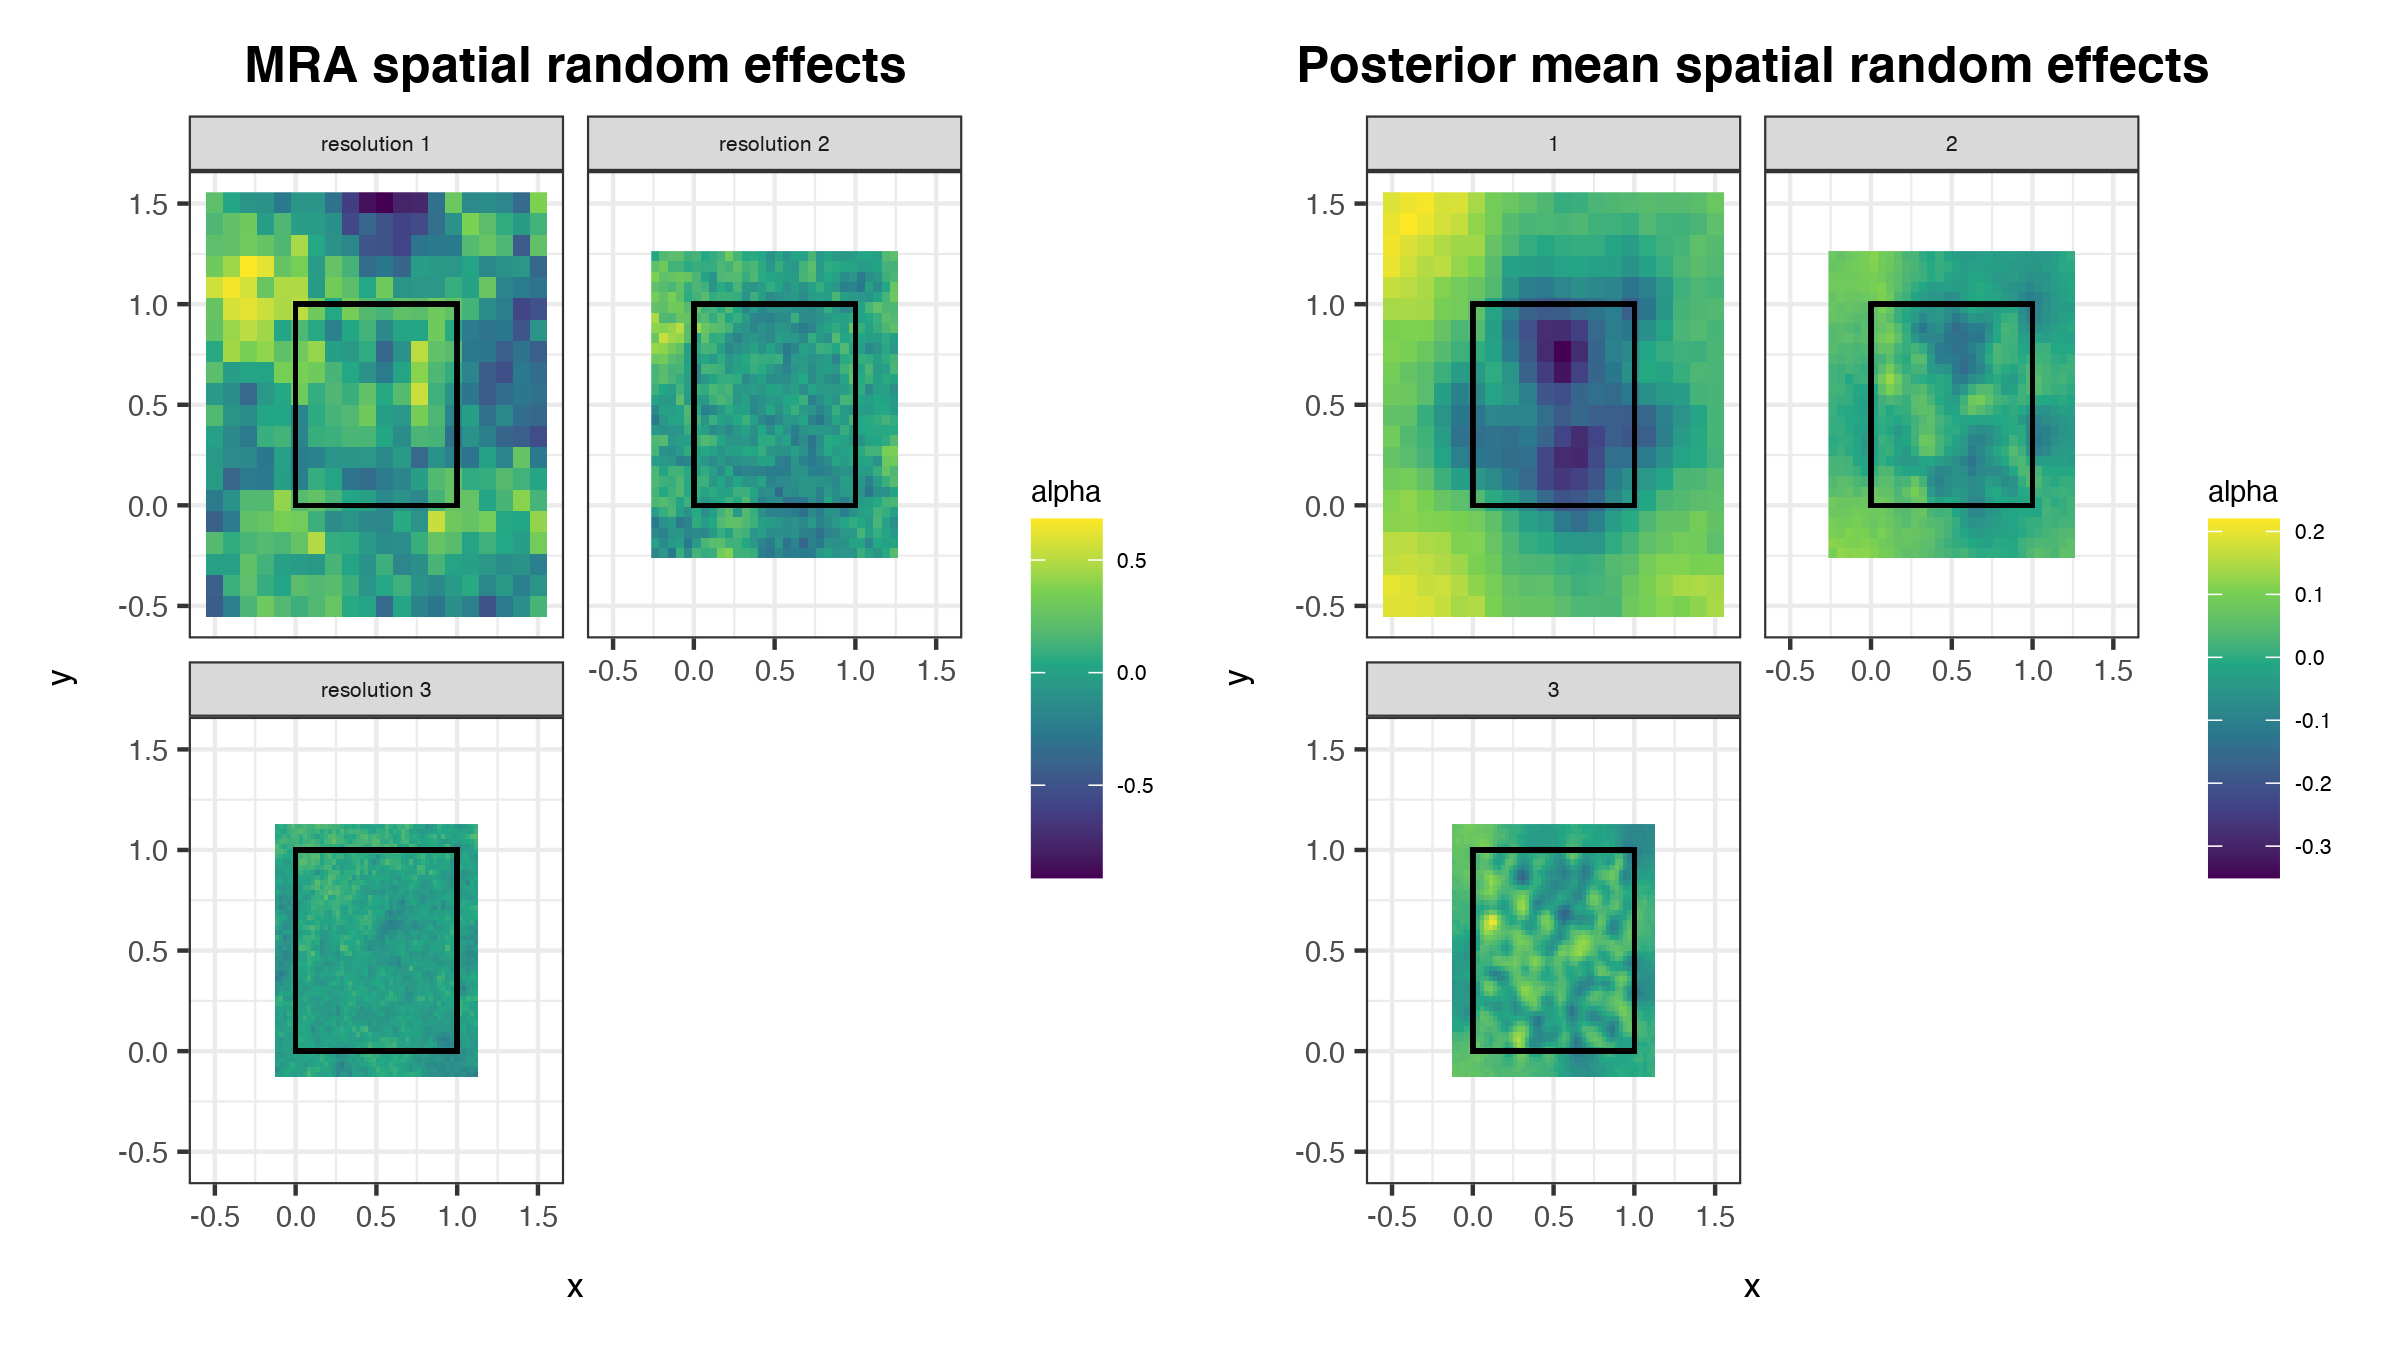 MRA spatial random effects
resolution 1
resolution 2
1.5
1.0
0.5
0.0
-0.5
-0.5 0.0 0.5 1.0 1.5
resolution 3
1.5
1.0
0.5
0.0
-0.5
-0.5 0.0 0.5 1.0 1.5
y
x
alpha
0.5
0.0
-0.5
Posterior mean spatial random effects
1
2
1.5
1.0
0.5
0.0
-0.5
-0.5 0.0 0.5 1.0 1.5
3
1.5
1.0
0.5
0.0
-0.5
-0.5 0.0 0.5 1.0 1.5
y
x
alpha
0.2
0.1
0.0
-0.1
-0.2
-0.3